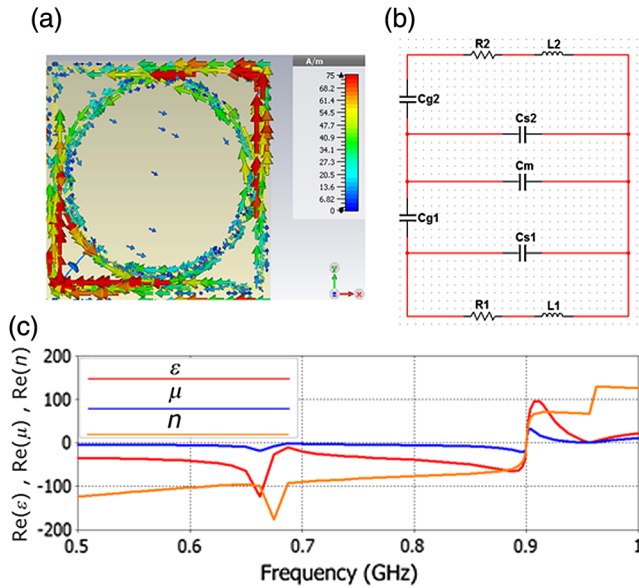 (a)
A/m
75
68.2
61.4
54.5
47.7
40.9
34.1
27.3
20.5
13.6
6.82
0
y
z
x
(b)
R2 L2
Cg2
Cs2
Cm
Cg1
Cs1
R1 L1
(c)
Re(ε) , Re(μ) , Re(n)
200
100
0
-100
-200
ε
μ
n
0.5 0.6 0.7 0.8 0.9 1
Frequency (GHz)